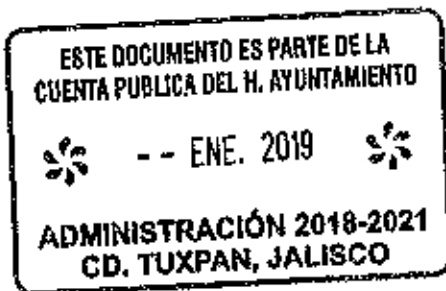 ESTE DOCUMENTO ES PARTE DE LA
CUENTA PUBLICA DEL H. AYUNTAMIENTO
-- ENE. 2019
ADMINISTRACIÓN 2018-2021
CD. TUXPAN, JALISCO